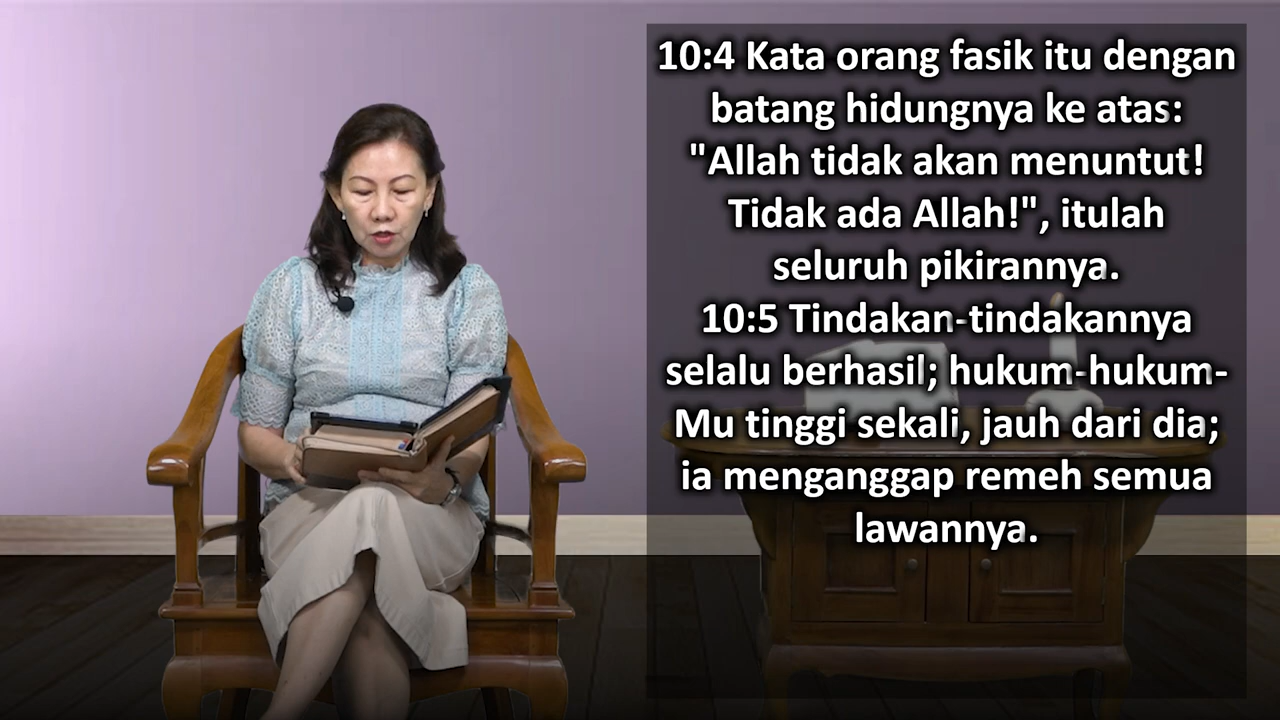 10:4 Kata orang fasik itu dengan
batang hidungnya ke atas:
"Allah tidak akan menuntut!
Tidak ada Allah!", itulah
seluruh pikirannya.
10:5 Tindakan-tindakannya
selalu berhasil; hukum-hukum-
Mu tinggi sekali, jauh dari dia;
ia menganggap remeh semua
lawannya.